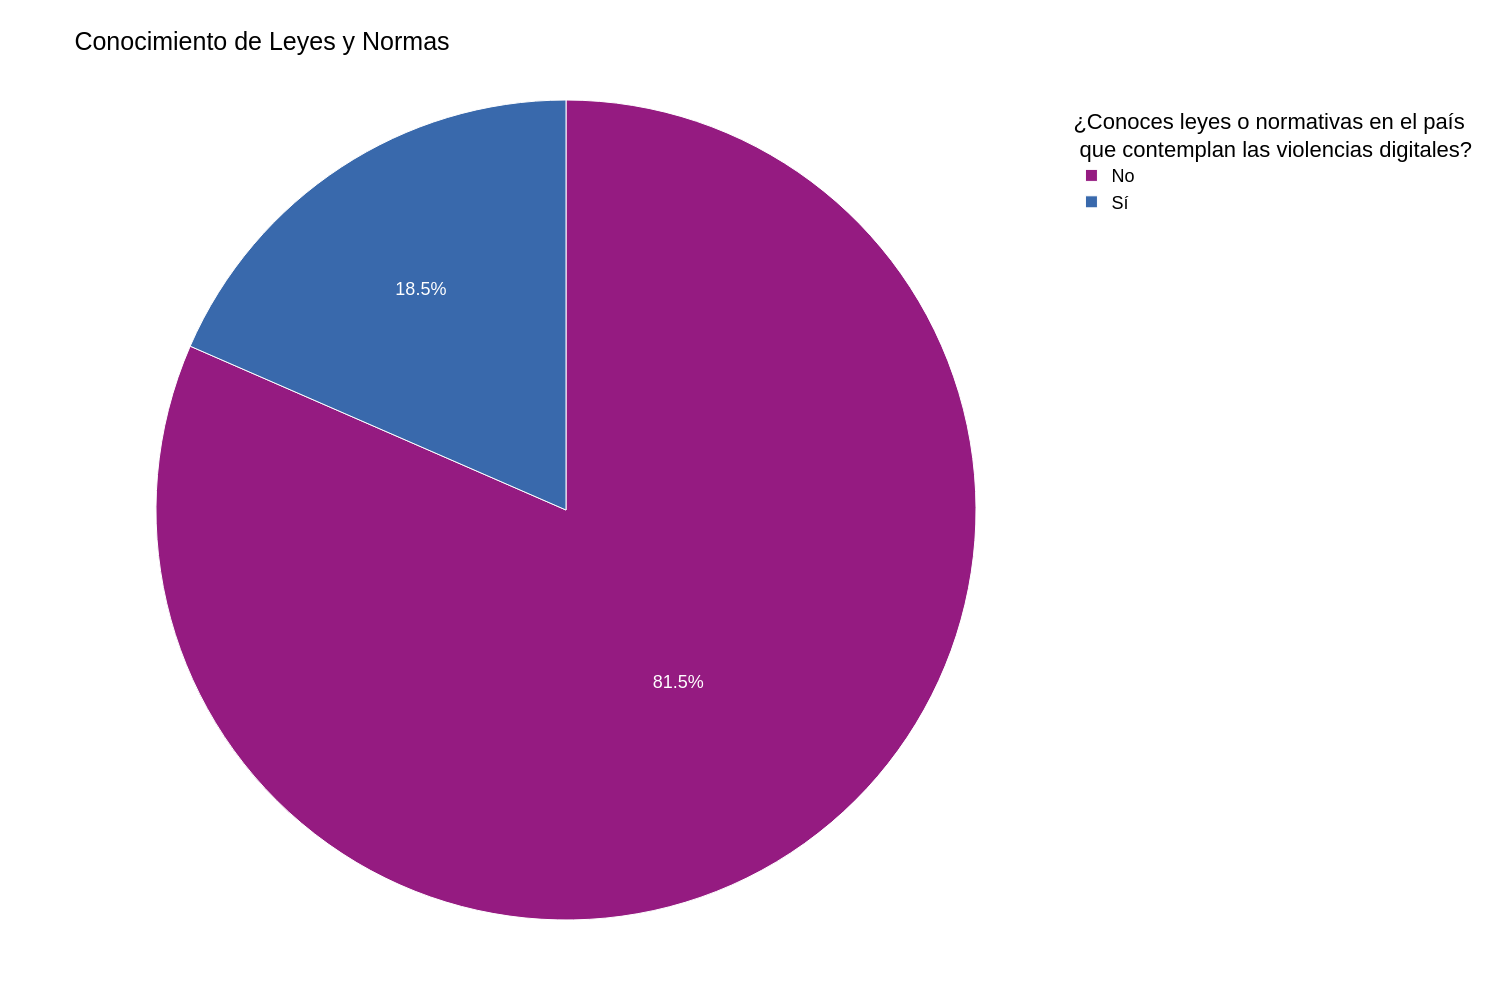 Conocimiento de Leyes y Normas
¿Conoces leyes o normativas en el país
que contemplan las violencias digitales?
No
Sí
18.5%
81.5%